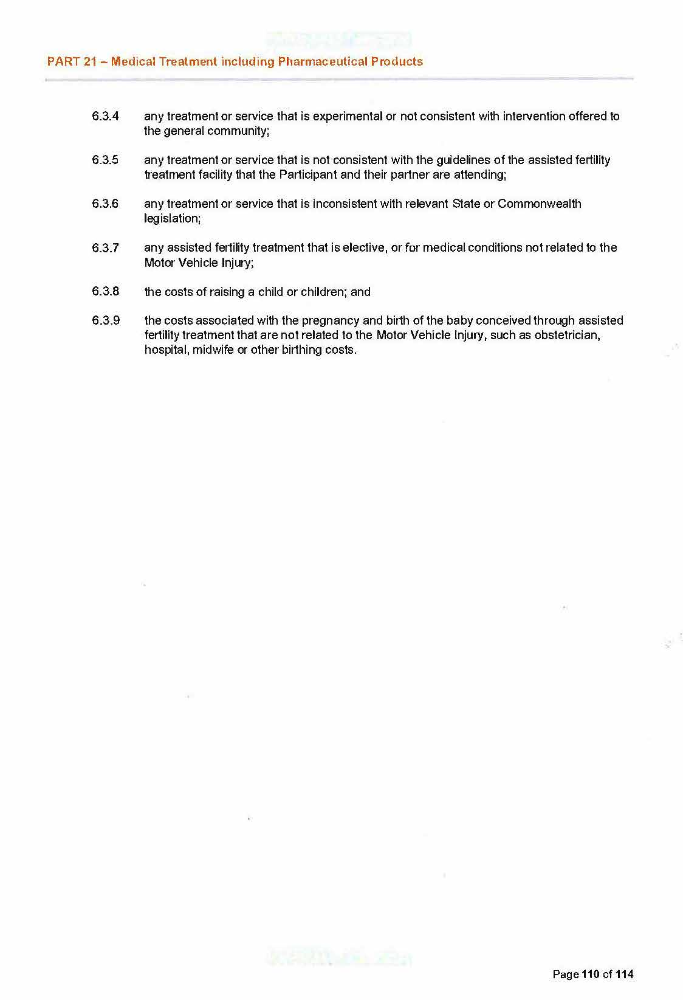 PART 21 – Medical Treatment including Pharmaceutical Products
6.3.4 any treatment or service that is experimental or not consistent with intervention offered to
the general community;
6.3.5 any treatment or service that is not consistent with the guidelines of the assisted fertility
treatment facility that the Participant and their partner are attending;
6.3.6 any treatment or service that is inconsistent with relevant State or Commonwealth
legislation;
6.3.7 any assisted fertility treatment that is elective, or for medical conditions not related to the
Motor Vehicle Injury;
6.3.8 the costs of raising a child or children; and
6.3.9 the costs associated with the pregnancy and birth of the baby conceived through assisted
fertility treatment that are not related to the Motor Vehicle Injury, such as obstetrician,
hospital, midwife or other birthing costs.
Page 110 of 114